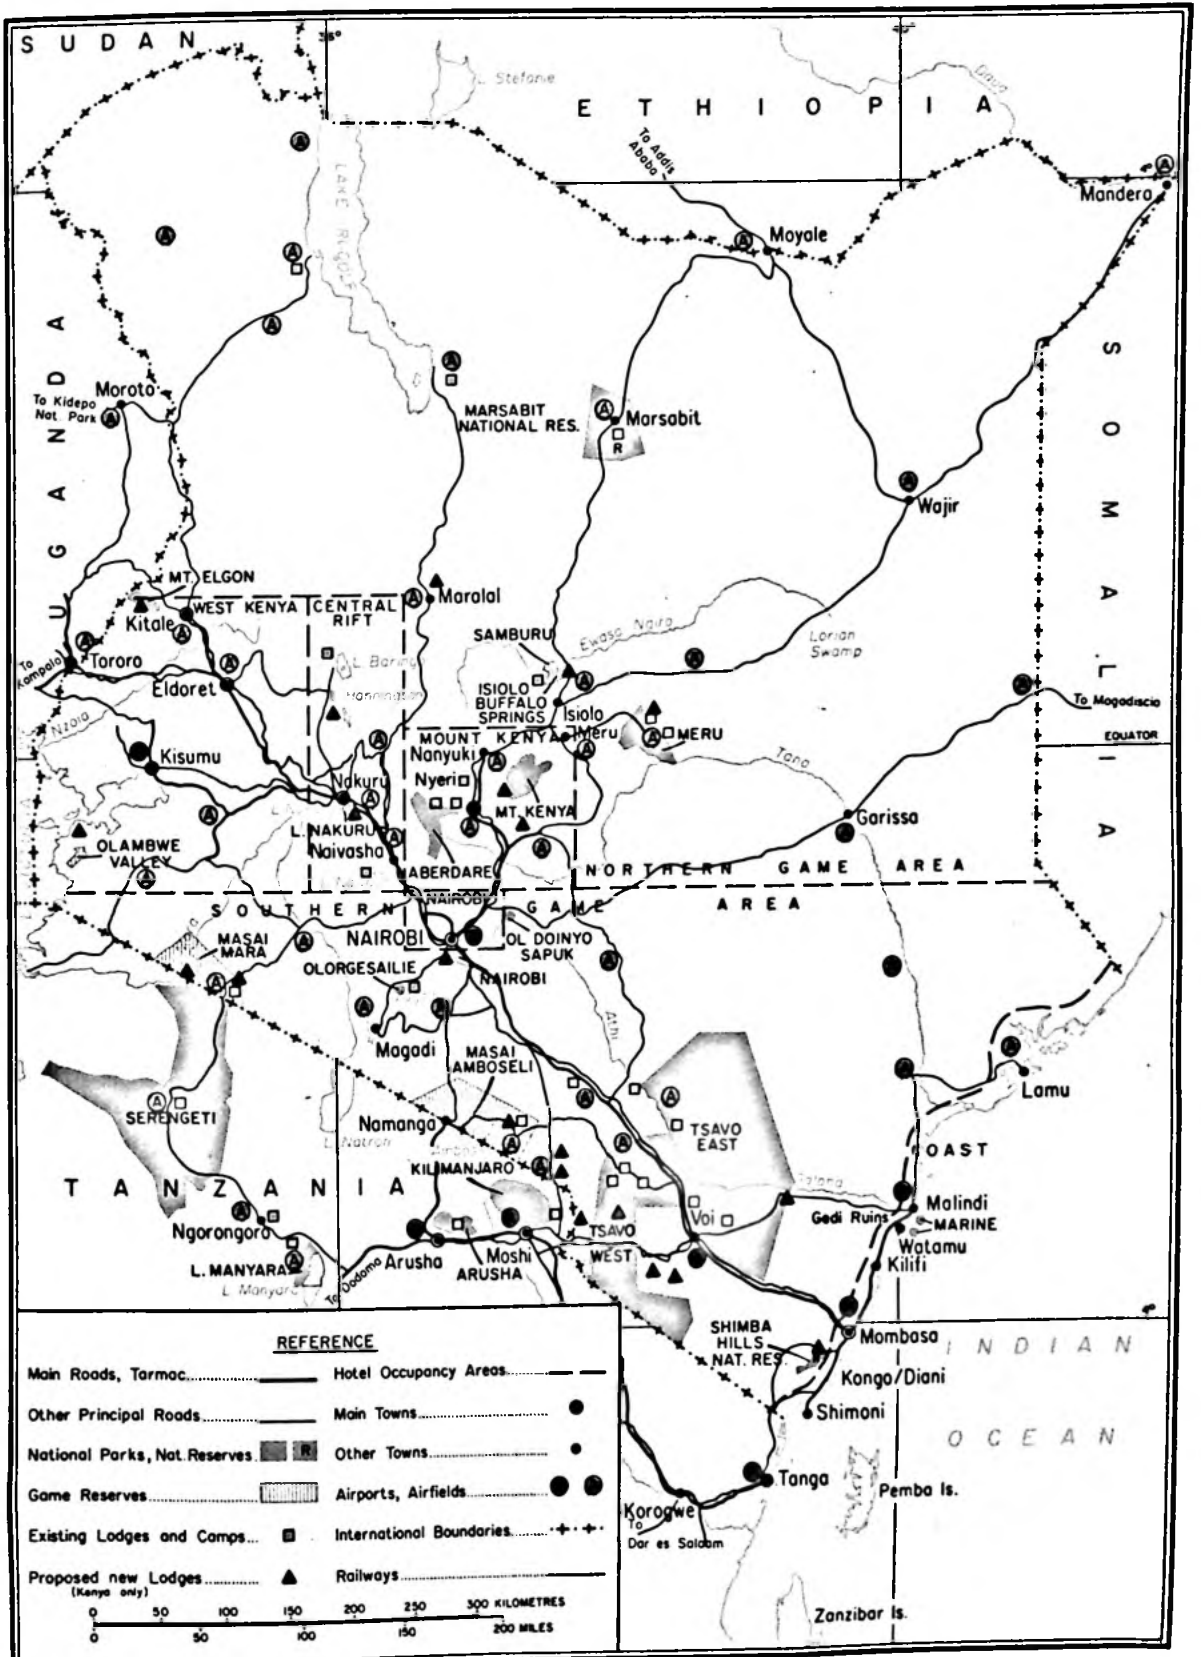 SUDAN
36°
L. Stefanie
ETHIOPIA
Daua
To Addis
Ababa
LAKE RUDOLF
4°
Mandera
Moyale
UGANDA
SOMALIA
Moroto
To Kidepo
Nat. Park
MARSABIT
NATIONAL RES.
Marsabit
R
Wajir
MT. ELGON
WEST KENYA
CENTRAL
RIFT
Maralal
Kitale
SAMBURU
Ewaso Nairo
Lorian
Swamp
To
Kampala
Tororo
L. Baringo
Eldoret
Hannington
ISIOLO
BUFFALO
SPRINGS
Isiolo
To Mogadiscio
Nzoia
MOUNT KENYA
Meru
MERU
EQUATOR
Kisumu
Nanyuki
Tana
Nakuru
Nyeri
MT. KENYA
Garissa
L. NAKURU
OLAMBWE
VALLEY
Naivasha
ABERDARE
NORTHERN GAME AREA
NAIROBI
SOUTHERN GAME AREA
MASAI
MARA
NAIROBI
OL DOINYO
SAPUK
OLORGESAILIE
NAIROBI
Athi
Magadi
MASAI
AMBOSELI
Lamu
SERENGETI
Namanga
TSAVO
EAST
L. Natron
COAST
TANZANIA
KILIMANJARO
Galana
Malindi
Gedi Ruins
MARINE
Voi
Ngorongoro
TSAVO
WEST
Watamu
Arusha
Moshi
ARUSHA
Kilifi
L. MANYARA
L. Manyara
To Dodoma
4°
REFERENCE
SHIMBA
HILLS
NAT. RES.
Mombasa
INDIAN
Main Roads, Tarmac
Hotel Occupancy Areas
Kongo/Diani
Other Principal Roads
Main Towns
Shimoni
OCEAN
National Parks, Nat. Reserves
R
Other Towns
Tanga
Game Reserves
Airports, Airfields
A
Pemba Is.
Korogwe
Existing Lodges and Camps
International Boundaries
To
Dar es Salaam
Proposed new Lodges
(Kenya only)
Railways
0 50 100 150 200 250 300 KILOMETRES
0 50 100 150 200 MILES
Zanzibar Is.